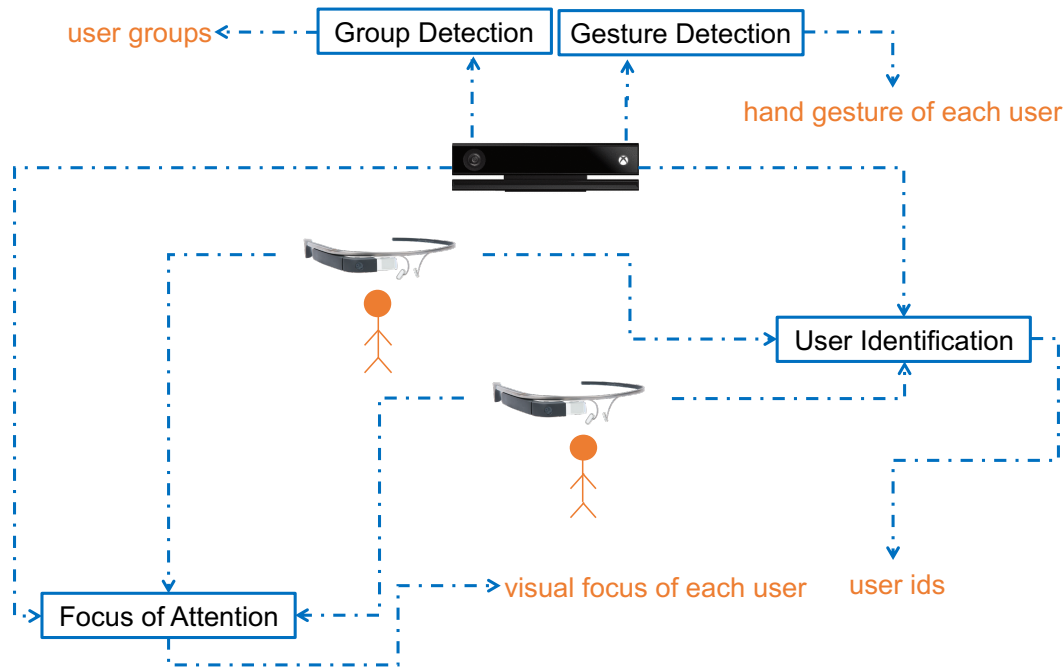 user groups
Group Detection
Gesture Detection
hand gesture of each user
User Identification
visual focus of each user
user ids
Focus of Attention